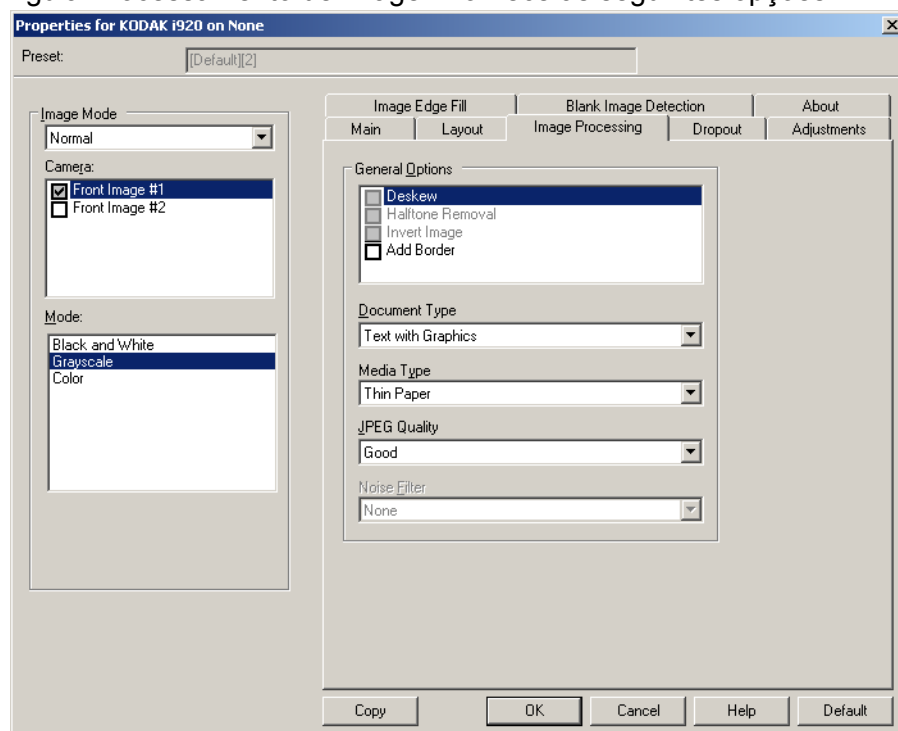 Properties for KODAK i920 on None
Preset:
[Default][2]
Image Mode
Normal
Camera:
Front Image #1
Front Image #2
Mode:
Black and White
Grayscale
Color
Image Edge Fill
Blank Image Detection
About
Main
Layout
Image Processing
Dropout
Adjustments
General Options
Deskew
Halftone Removal
Invert Image
Add Border
Document Type
Text with Graphics
Media Type
Thin Paper
JPEG Quality
Good
Noise Filter
None
Copy
OK
Cancel
Help
Default